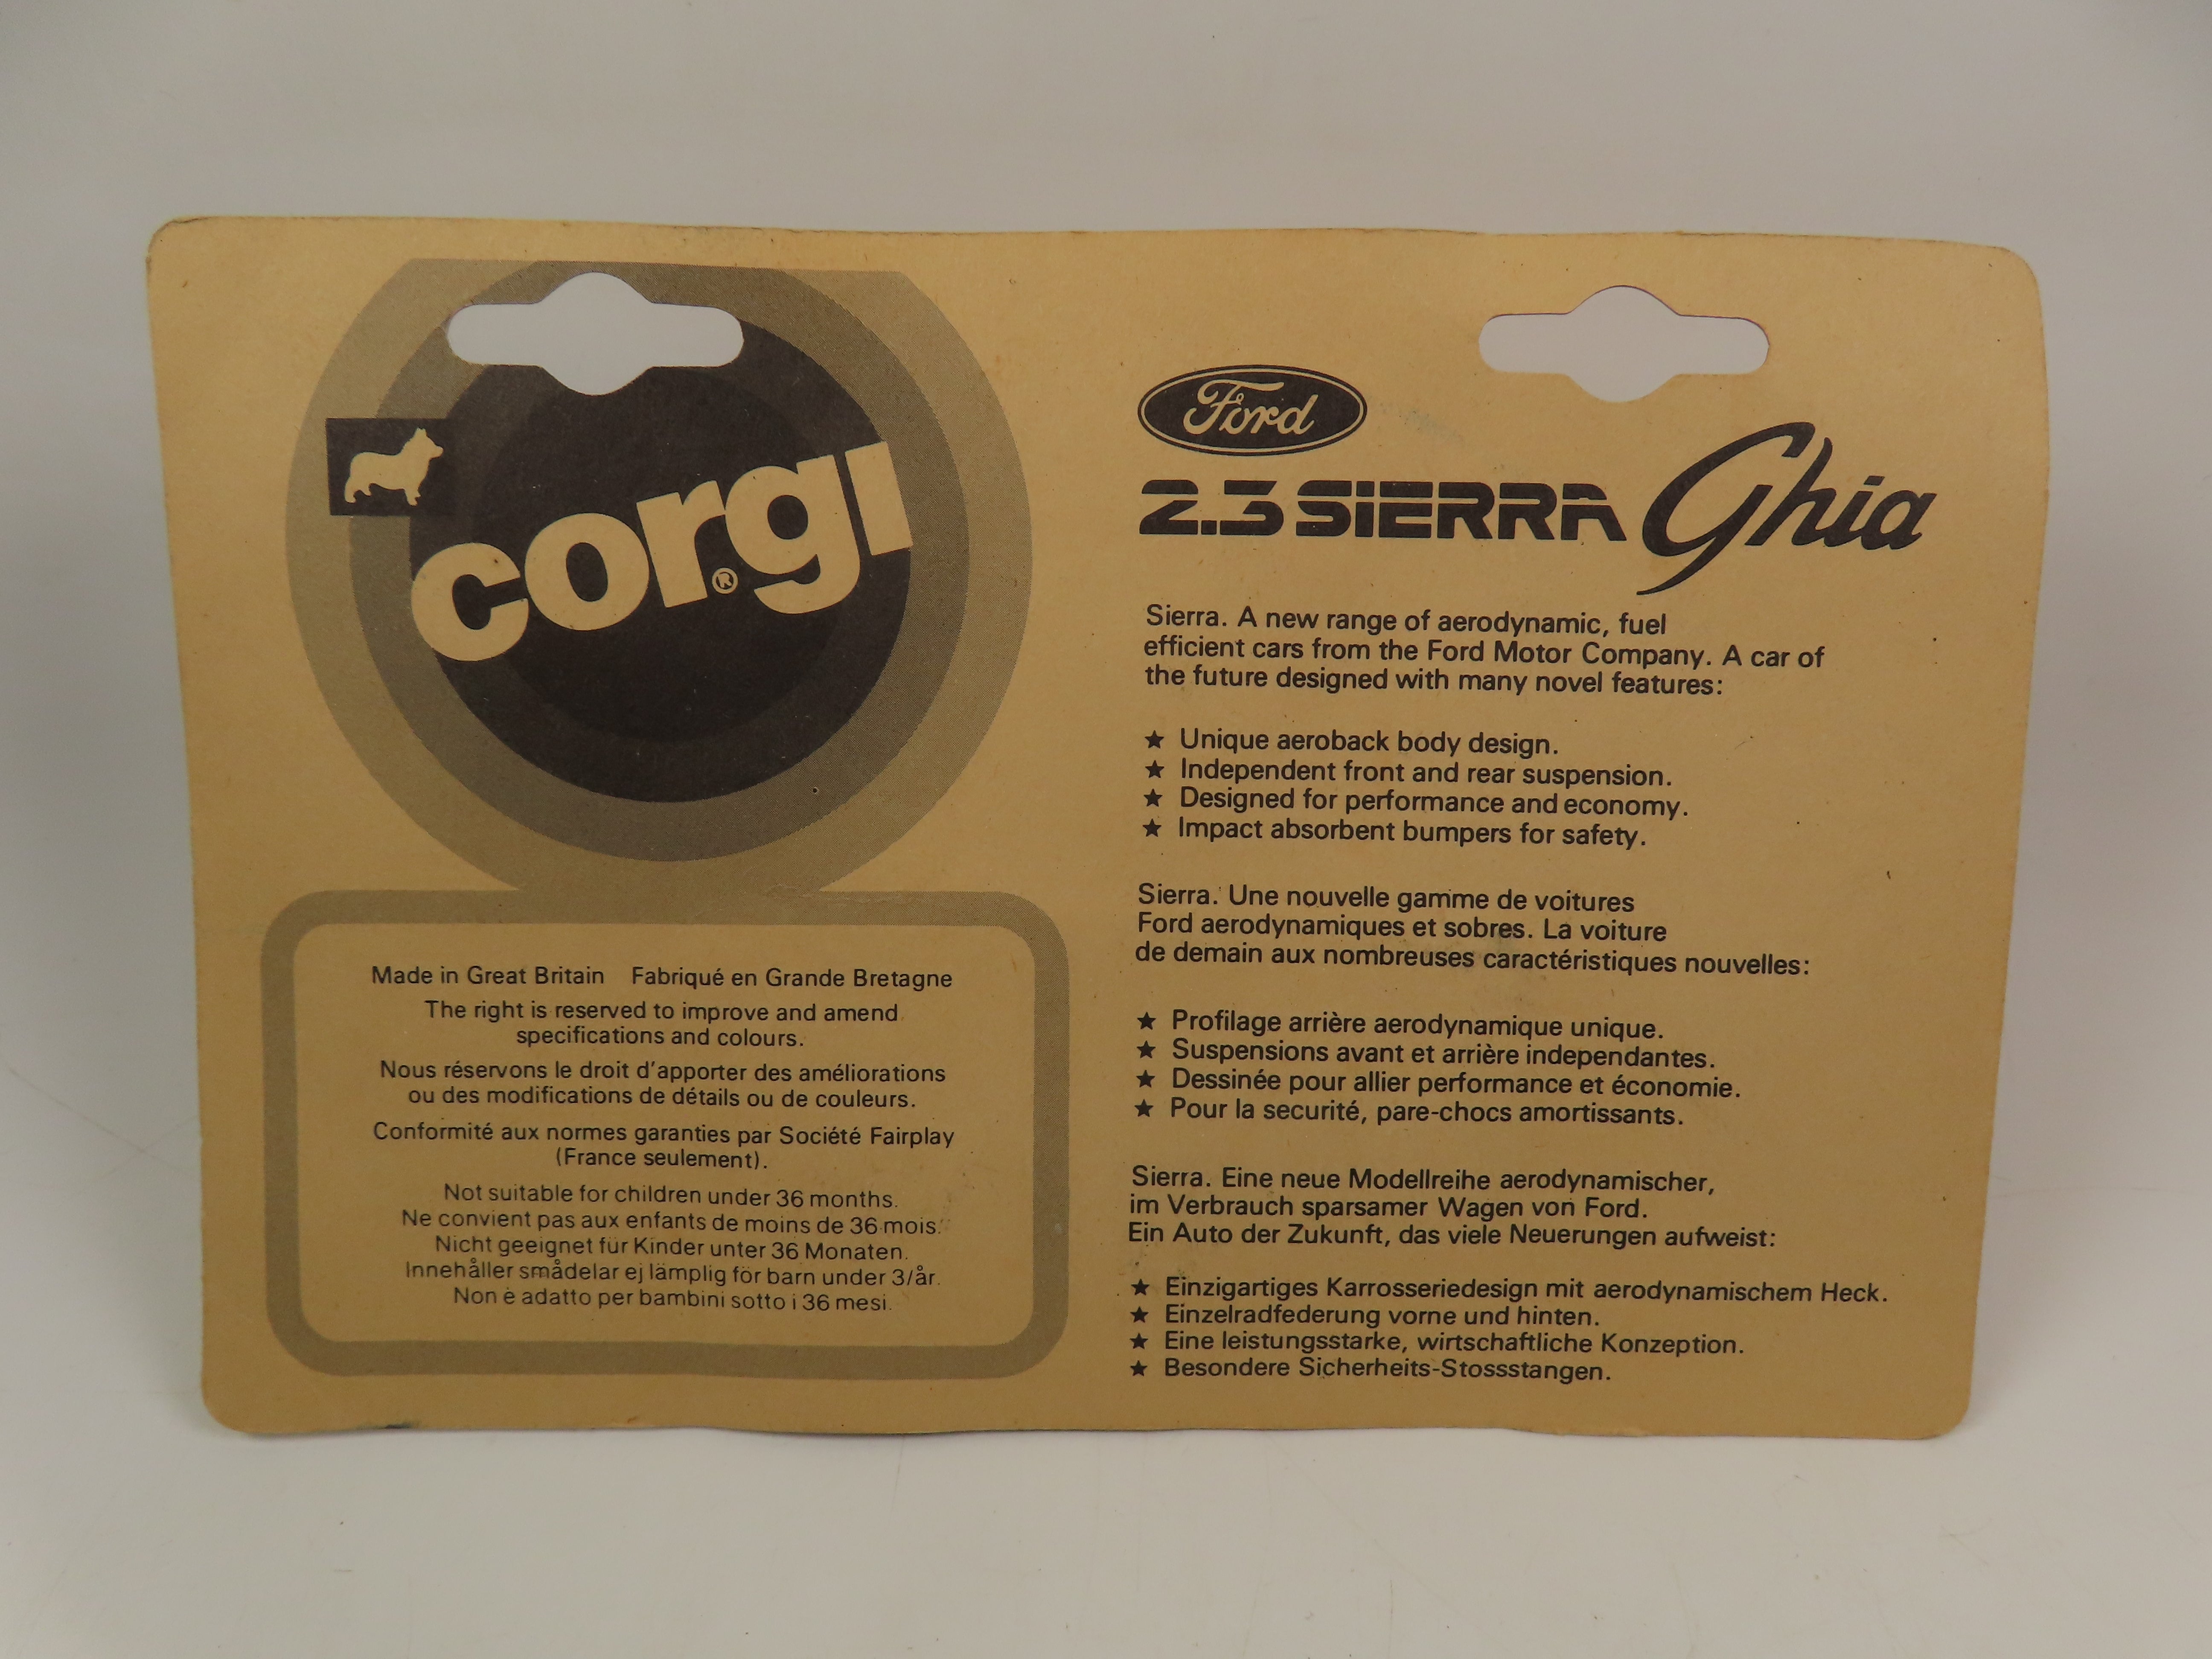 corgi
®
Made in Great Britain Fabriqué en Grande Bretagne
The right is reserved to improve and amend
specifications and colours.
Nous réservons le droit d'apporter des améliorations
ou des modifications de détails ou de couleurs.
Conformité aux normes garanties par Société Fairplay
(France seulement).
Not suitable for children under 36 months.
Ne convient pas aux enfants de moins de 36 mois.
Nicht geeignet für Kinder unter 36 Monaten.
Innehåller smådelar ej lämplig för barn under 3/år.
Non è adatto per bambini sotto i 36 mesi.
Ford
2.3 SiERRA Ghia
Sierra. A new range of aerodynamic, fuel
efficient cars from the Ford Motor Company. A car of
the future designed with many novel features:
★ Unique aeroback body design.
★ Independent front and rear suspension.
★ Designed for performance and economy.
★ Impact absorbent bumpers for safety.
Sierra. Une nouvelle gamme de voitures
Ford aerodynamiques et sobres. La voiture
de demain aux nombreuses caractéristiques nouvelles:
★ Profilage arrière aerodynamique unique.
★ Suspensions avant et arrière independantes.
★ Dessinée pour allier performance et économie.
★ Pour la securité, pare-chocs amortissants.
Sierra. Eine neue Modellreihe aerodynamischer,
im Verbrauch sparsamer Wagen von Ford.
Ein Auto der Zukunft, das viele Neuerungen aufweist:
★ Einzigartiges Karrosseriedesign mit aerodynamischem Heck.
★ Einzelradfederung vorne und hinten.
★ Eine leistungsstarke, wirtschaftliche Konzeption.
★ Besondere Sicherheits-Stossstangen.